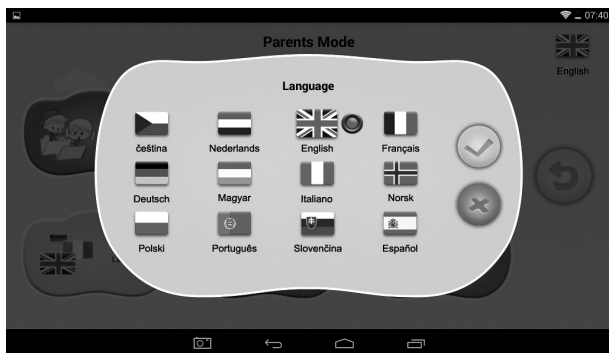 07:40
Parents Mode
English
Language
čeština Nederlands English Français
Deutsch Magyar Italiano Norsk
Polski Português Slovenčina Español